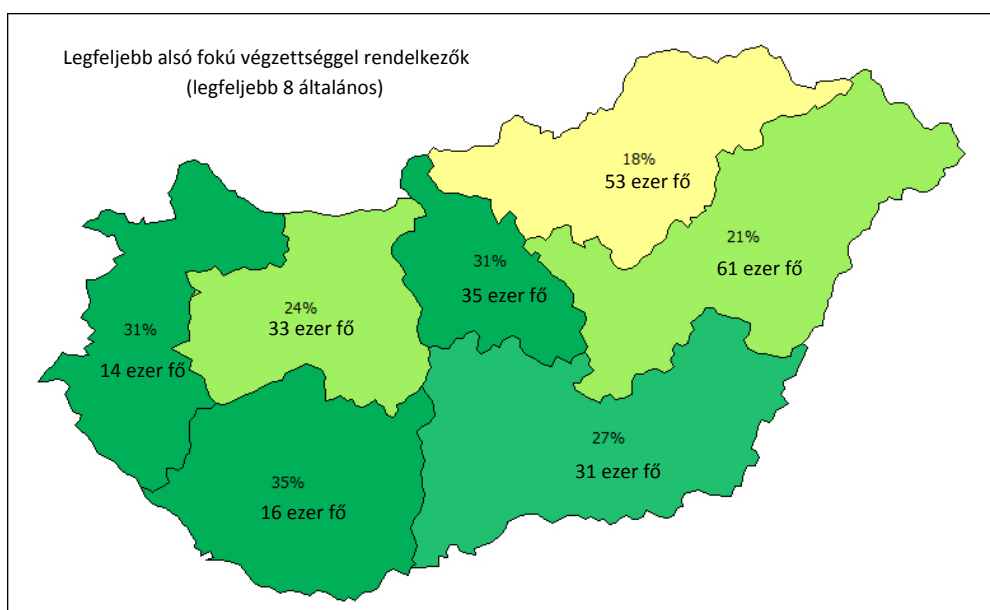 Legfeljebb alsó fokú végzettséggel rendelkezők
(legfeljebb 8 általános)
18%
53 ezer fő
21%
61 ezer fő
31%
35 ezer fő
24%
33 ezer fő
31%
14 ezer fő
27%
31 ezer fő
35%
16 ezer fő